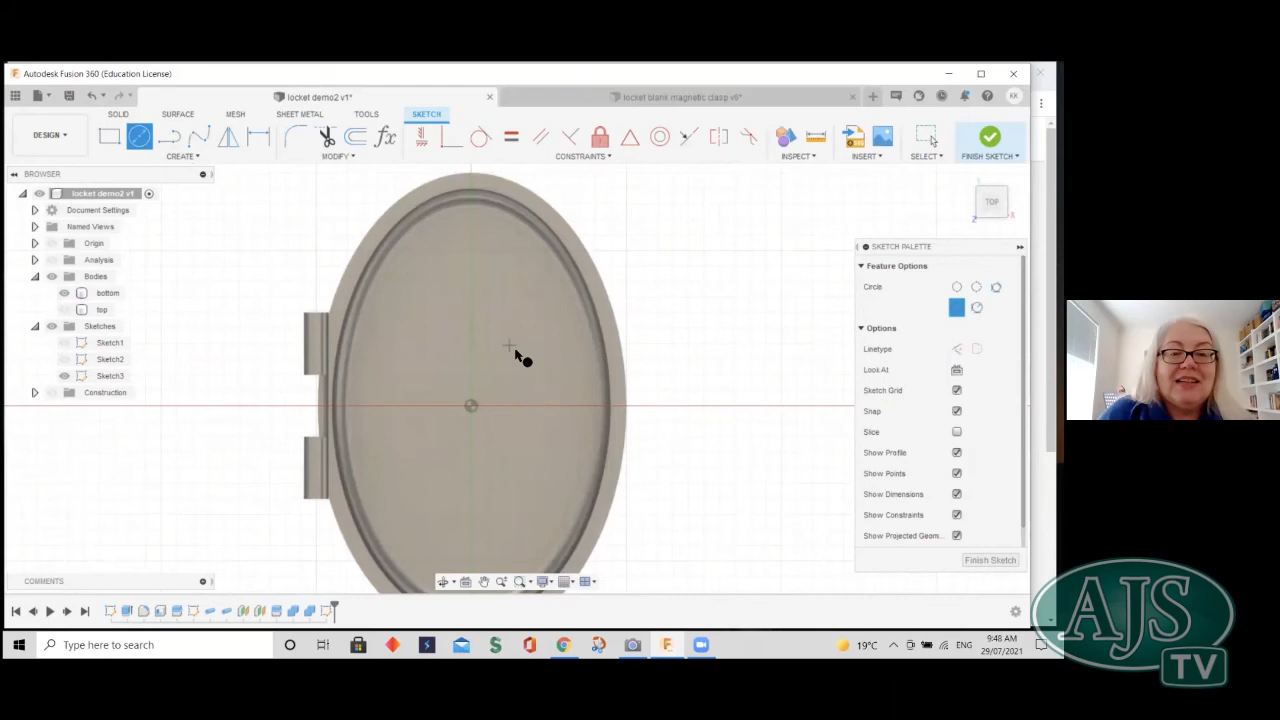 Autodesk Fusion 360 (Education License)
locket demo2 v1*
locket blank magnetic clasp v6*
KK
DESIGN
SOLID
SURFACE
MESH
SHEET METAL
TOOLS
SKETCH
fx
CREATE
MODIFY
CONSTRAINTS
INSPECT
INSERT
SELECT
FINISH SKETCH
BROWSER
locket demo2 v1
Document Settings
Named Views
Origin
Analysis
Bodies
bottom
top
Sketches
Sketch1
Sketch2
Sketch3
Construction
TOP
Z
X
SKETCH PALETTE
Feature Options
Circle
Options
Linetype
Look At
Sketch Grid
Snap
Slice
Show Profile
Show Points
Show Dimensions
Show Constraints
Show Projected Geom...
Finish Sketch
COMMENTS
Type here to search
19°C
ENG
9:48 AM
29/07/2021
AJS
TV